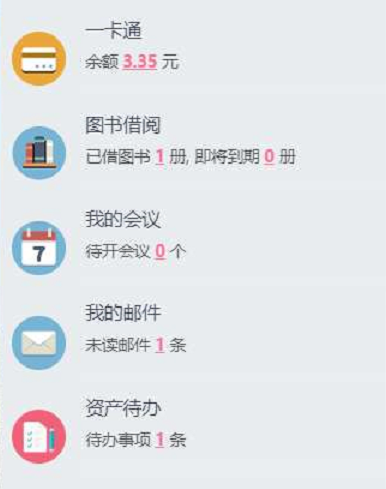 一卡通
余额 3.35 元
图书借阅
已借图书 1 册, 即将到期 0 册
我的会议
7
待开会议 0 个
我的邮件
未读邮件 1 条
资产待办
待办事项 1 条